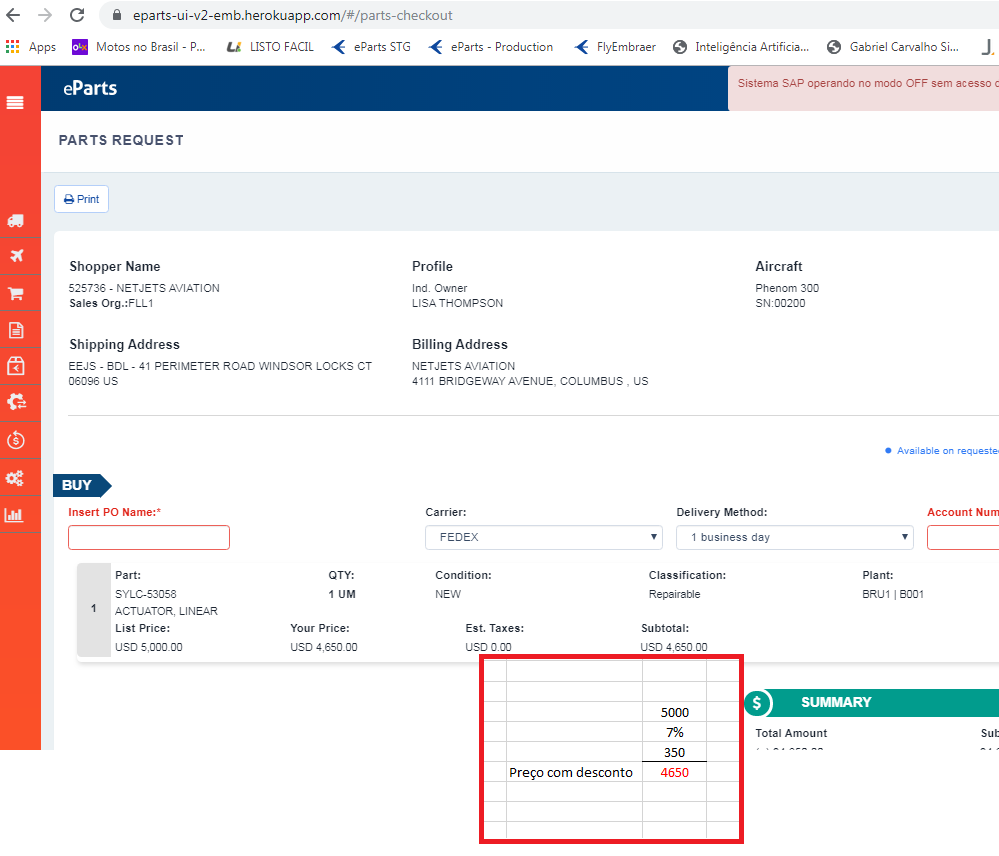 eparts-ui-v2-emb.herokuapp.com/#/parts-checkout
Apps
OLX
Motos no Brasil - P...
LISTO FACIL
eParts STG
eParts - Production
FlyEmbraer
Inteligência Artificia...
Gabriel Carvalho Si...
eParts
Sistema SAP operando no modo OFF sem acesso
PARTS REQUEST
Print
Shopper Name
Profile
Aircraft
525736 - NETJETS AVIATION
Ind. Owner
Phenom 300
Sales Org.:FLL1
LISA THOMPSON
SN:00200
Shipping Address
Billing Address
EEJS - BDL - 41 PERIMETER ROAD WINDSOR LOCKS CT
NETJETS AVIATION
06096 US
4111 BRIDGEWAY AVENUE, COLUMBUS , US
Available on requeste
BUY
Insert PO Name:*
Carrier:
Delivery Method:
Account Num
FEDEX
1 business day
Part:
QTY:
Condition:
Classification:
Plant:
SYLC-53058
1 UM
NEW
Repairable
BRU1 | B001
1
ACTUATOR, LINEAR
List Price:
Your Price:
Est. Taxes:
Subtotal:
USD 5,000.00
USD 4,650.00
USD 0.00
USD 4,650.00
$
SUMMARY
5000
7%
Total Amount
Sub
350
Preço com desconto
4650